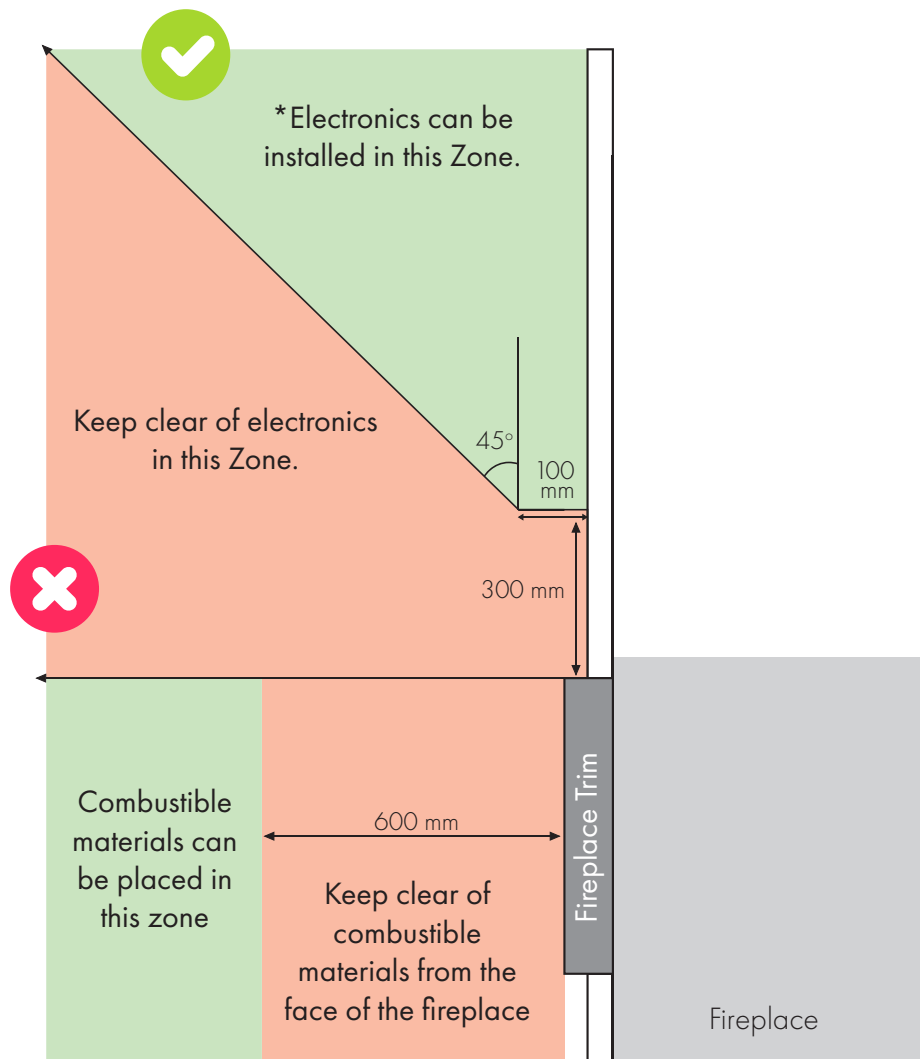 *Electronics can be
installed in this Zone.
Keep clear of electronics
in this Zone.
45°
100
mm
300 mm
Combustible
materials can
be placed in
this zone
600 mm
Keep clear of
combustible
materials from the
face of the fireplace
Fireplace Trim
Fireplace